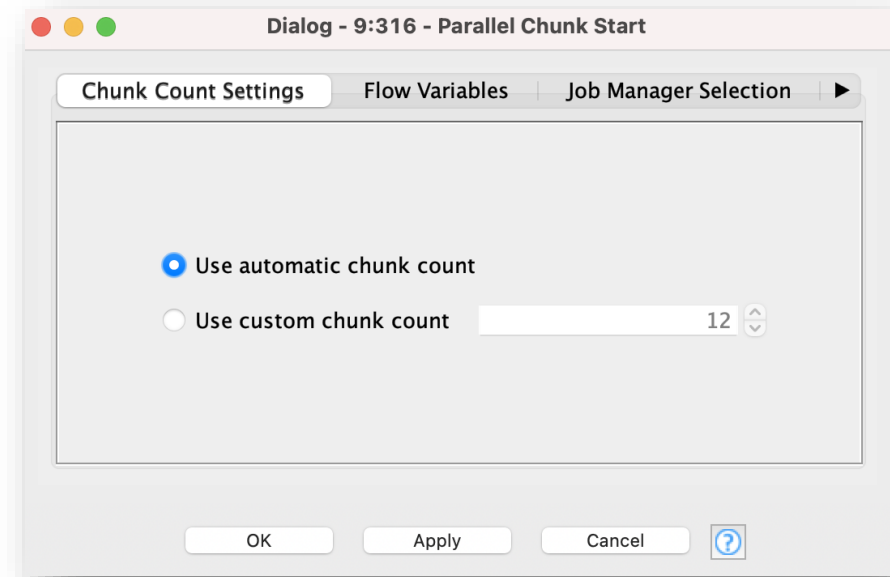 Dialog - 9:316 - Parallel Chunk Start
Chunk Count Settings Flow Variables Job Manager Selection
Use automatic chunk count
Use custom chunk count 12
OK Apply Cancel ?